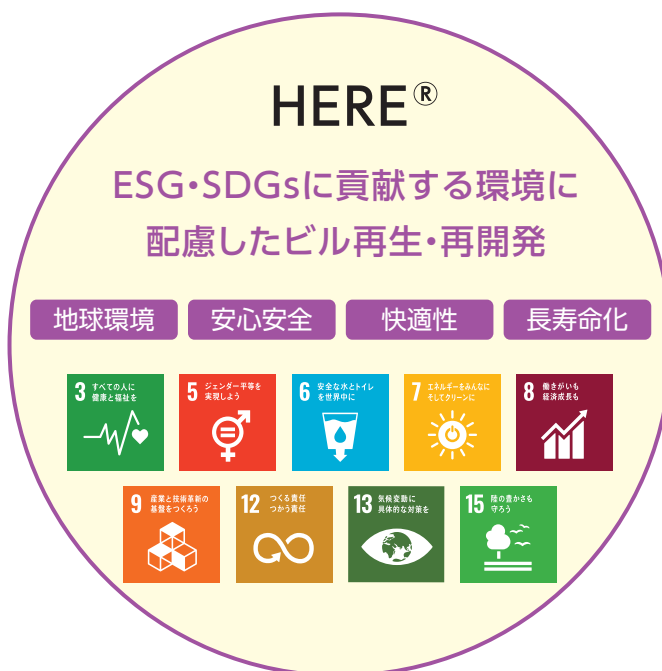 HERE®
ESG・SDGsに貢献する環境に
配慮したビル再生・再開発
地球環境 安心安全 快適性 長寿命化
3 すべての人に
健康と福祉を
5 ジェンダー平等を
実現しよう
6 安全な水とトイレ
を世界中に
7 エネルギーをみんなに
そしてクリーンに
8 働きがいも
経済成長も
9 産業と技術革新の
基盤をつくろう
12 つくる責任
つかう責任
13 気候変動に
具体的な対策を
15 陸の豊かさも
守ろう